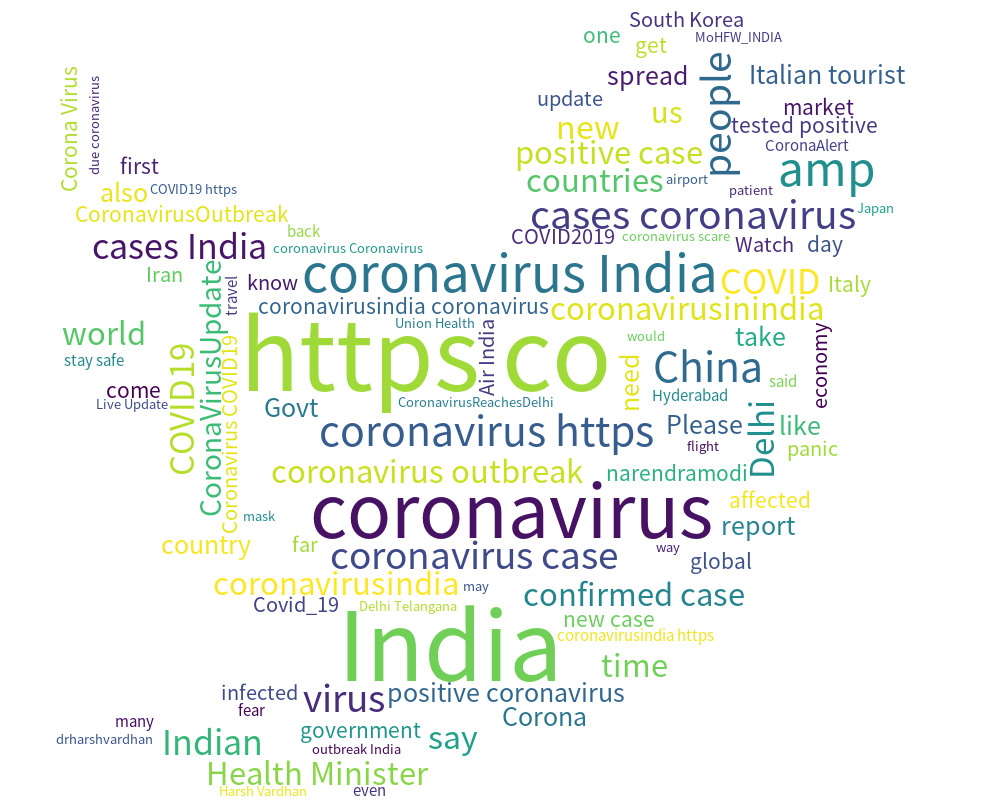 South Korea
one
MoHFW_INDIA
get
spread
people
Italian tourist
Corona Virus
due coronavirus
update
us
market
new
tested positive
positive case
CoronaAlert
amp
first
countries
airport
also
COVID19 https
patient
CoronavirusOutbreak
cases coronavirus
Japan
back
COVID2019
coronavirus scare
cases India
coronavirus Coronavirus
Watch
day
Iran
CoronaVirusUpdate
travel
know
coronavirus India
COVID
Italy
coronavirusindia coronavirus
coronavirusinindia
https co
Union Health
Air India
world
would
take
economy
stay safe
COVID19
Coronavirus COVID19
need
China
said
come
Hyderabad
Live Update
Govt
CoronavirusReachesDelhi
Delhi
coronavirus https
Please
like
flight
panic
coronavirus outbreak
narendramodi
coronavirus
affected
mask
report
country
far
coronavirus case
way
global
coronavirusindia
may
confirmed case
Covid_19
Delhi Telangana
India
new case
coronavirusindia https
time
infected
virus
positive coronavirus
fear
Corona
many
government
say
drharshvardhan
Indian
outbreak India
Health Minister
Harsh Vardhan
even